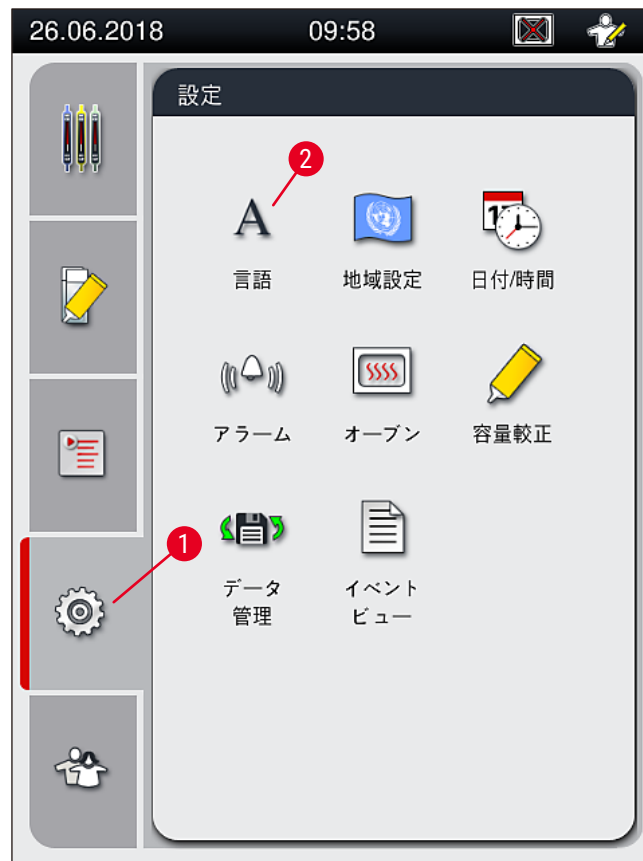 26.06.2018 09:58
設定
2
言語 地域設定 日付/時間
アラーム オーブン 容量較正
1
データ イベント
管理 ビュー